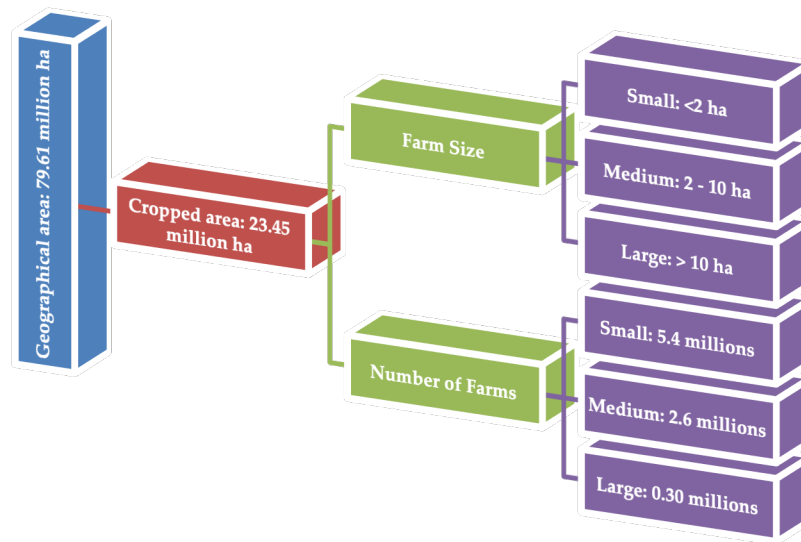 Geographical area: 79.61 million ha
Cropped area: 23.45
million ha
Farm Size
Small: <2 ha
Medium: 2 - 10 ha
Large: > 10 ha
Number of Farms
Small: 5.4 millions
Medium: 2.6 millions
Large: 0.30 millions